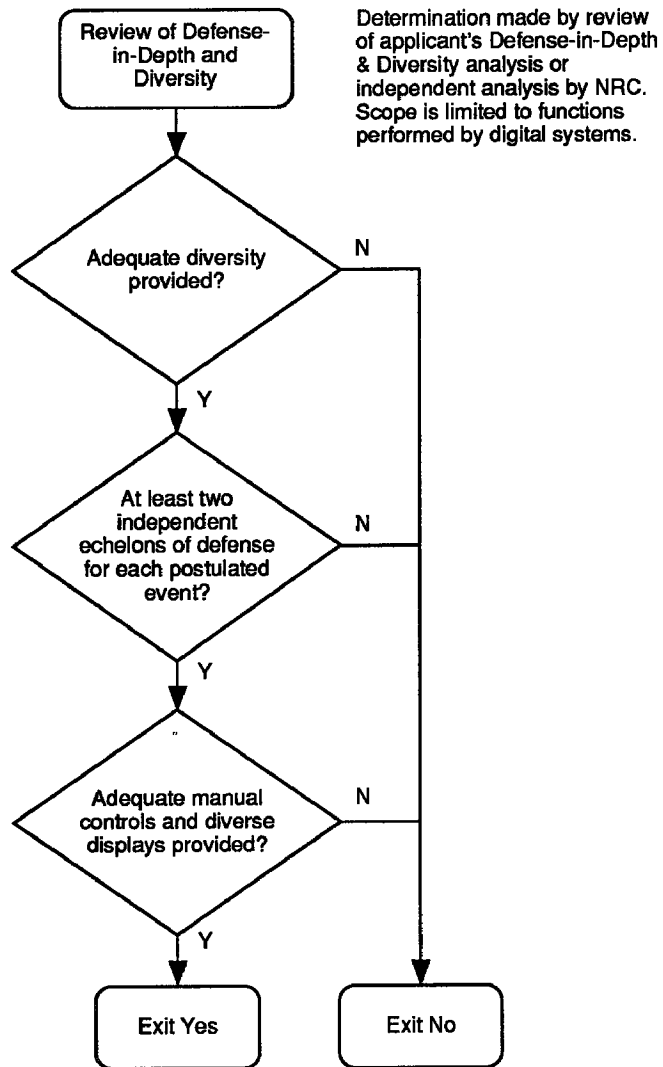 Review of Defense-
in-Depth and
Diversity
Determination made by review
of applicant's Defense-in-Depth
& Diversity analysis or
independent analysis by NRC.
Scope is limited to functions
performed by digital systems.
Adequate diversity
provided?
N
Y
At least two
independent
echelons of defense
for each postulated
event?
N
Y
Adequate manual
controls and diverse
displays provided?
N
Y
Exit Yes
Exit No